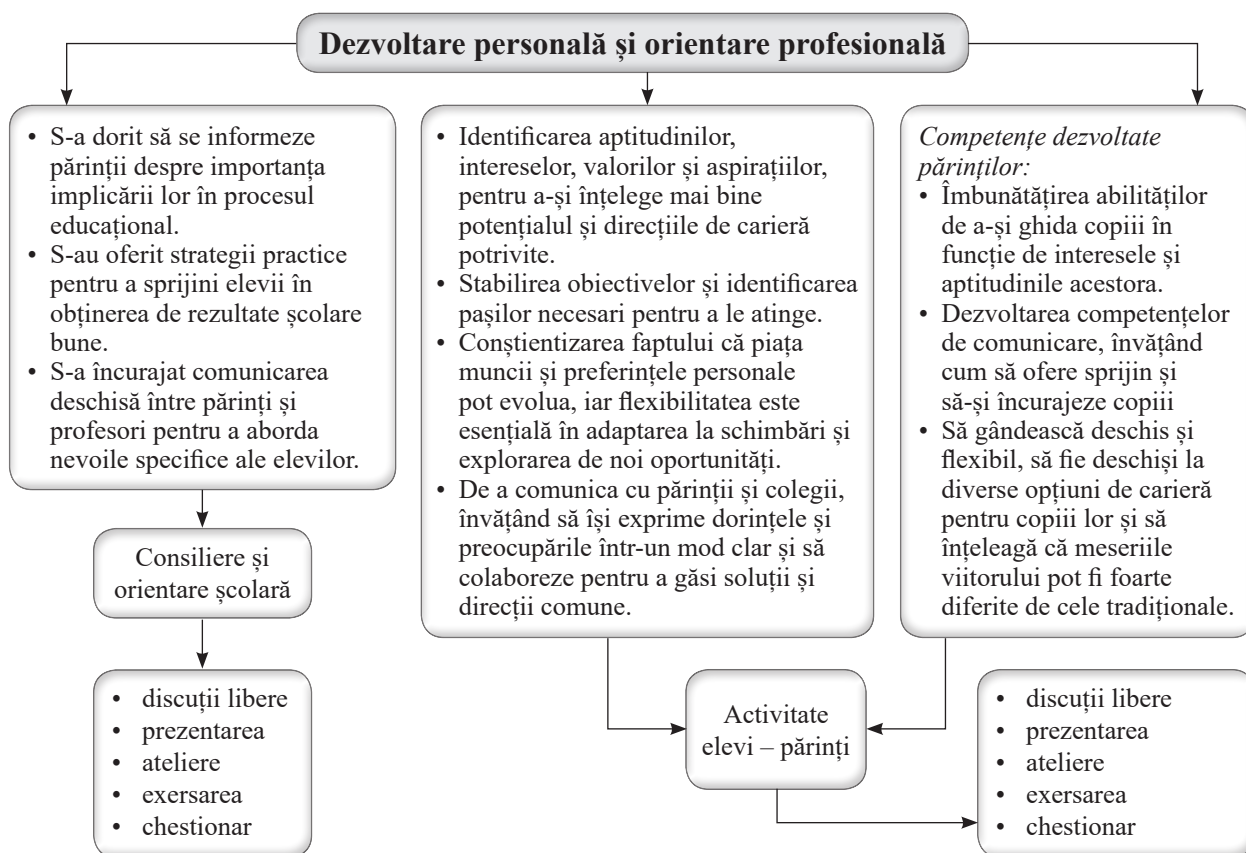 Dezvoltare personală și orientare profesională
• S-a dorit să se informeze
părinții despre importanța
implicării lor în procesul
educațional.
• S-au oferit strategii practice
pentru a sprijini elevii în
obținerea de rezultate școlare
bune.
• S-a încurajat comunicarea
deschisă între părinți și
profesori pentru a aborda
nevoile specifice ale elevilor.
Consiliere și
orientare școlară
• discuții libere
• prezentarea
• ateliere
• exersarea
• chestionar
• Identificarea aptitudinilor,
intereselor, valorilor și aspirațiilor,
pentru a-și înțelege mai bine
potențialul și direcțiile de carieră
potrivite.
• Stabilirea obiectivelor și identificarea
pașilor necesari pentru a le atinge.
• Conștientizarea faptului că piața
muncii și preferințele personale
pot evolua, iar flexibilitatea este
esențială în adaptarea la schimbări și
explorarea de noi oportunități.
• De a comunica cu părinții și colegii,
învățând să își exprime dorințele și
preocupările într-un mod clar și să
colaboreze pentru a găsi soluții și
direcții comune.
Competențe dezvoltate
părinților:
• Îmbunătățirea abilităților
de a-și ghida copiii în
funcție de interesele și
aptitudinile acestora.
• Dezvoltarea competențelor
de comunicare, învățând
cum să ofere sprijin și
să-și încurajeze copiii
• Să gândească deschis și
flexibil, să fie deschiși la
diverse opțiuni de carieră
pentru copiii lor și să
înțeleagă că meseriile
viitorului pot fi foarte
diferite de cele tradiționale.
Activitate
elevi – părinți
• discuții libere
• prezentarea
• ateliere
• exersarea
• chestionar